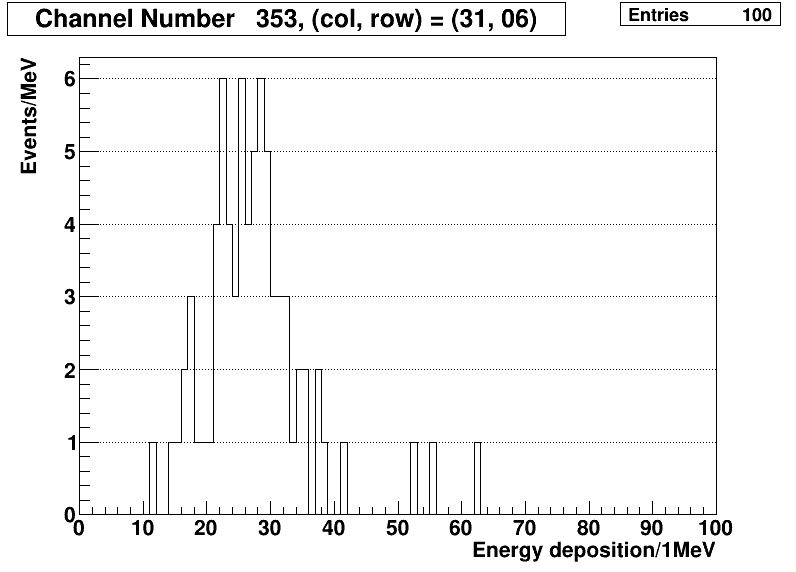 Channel Number 353, (col, row) = (31, 06)
Entries 100
Events/MeV
6
5
4
3
2
1
0
0 10 20 30 40 50 60 70 80 90 100
Energy deposition/1MeV